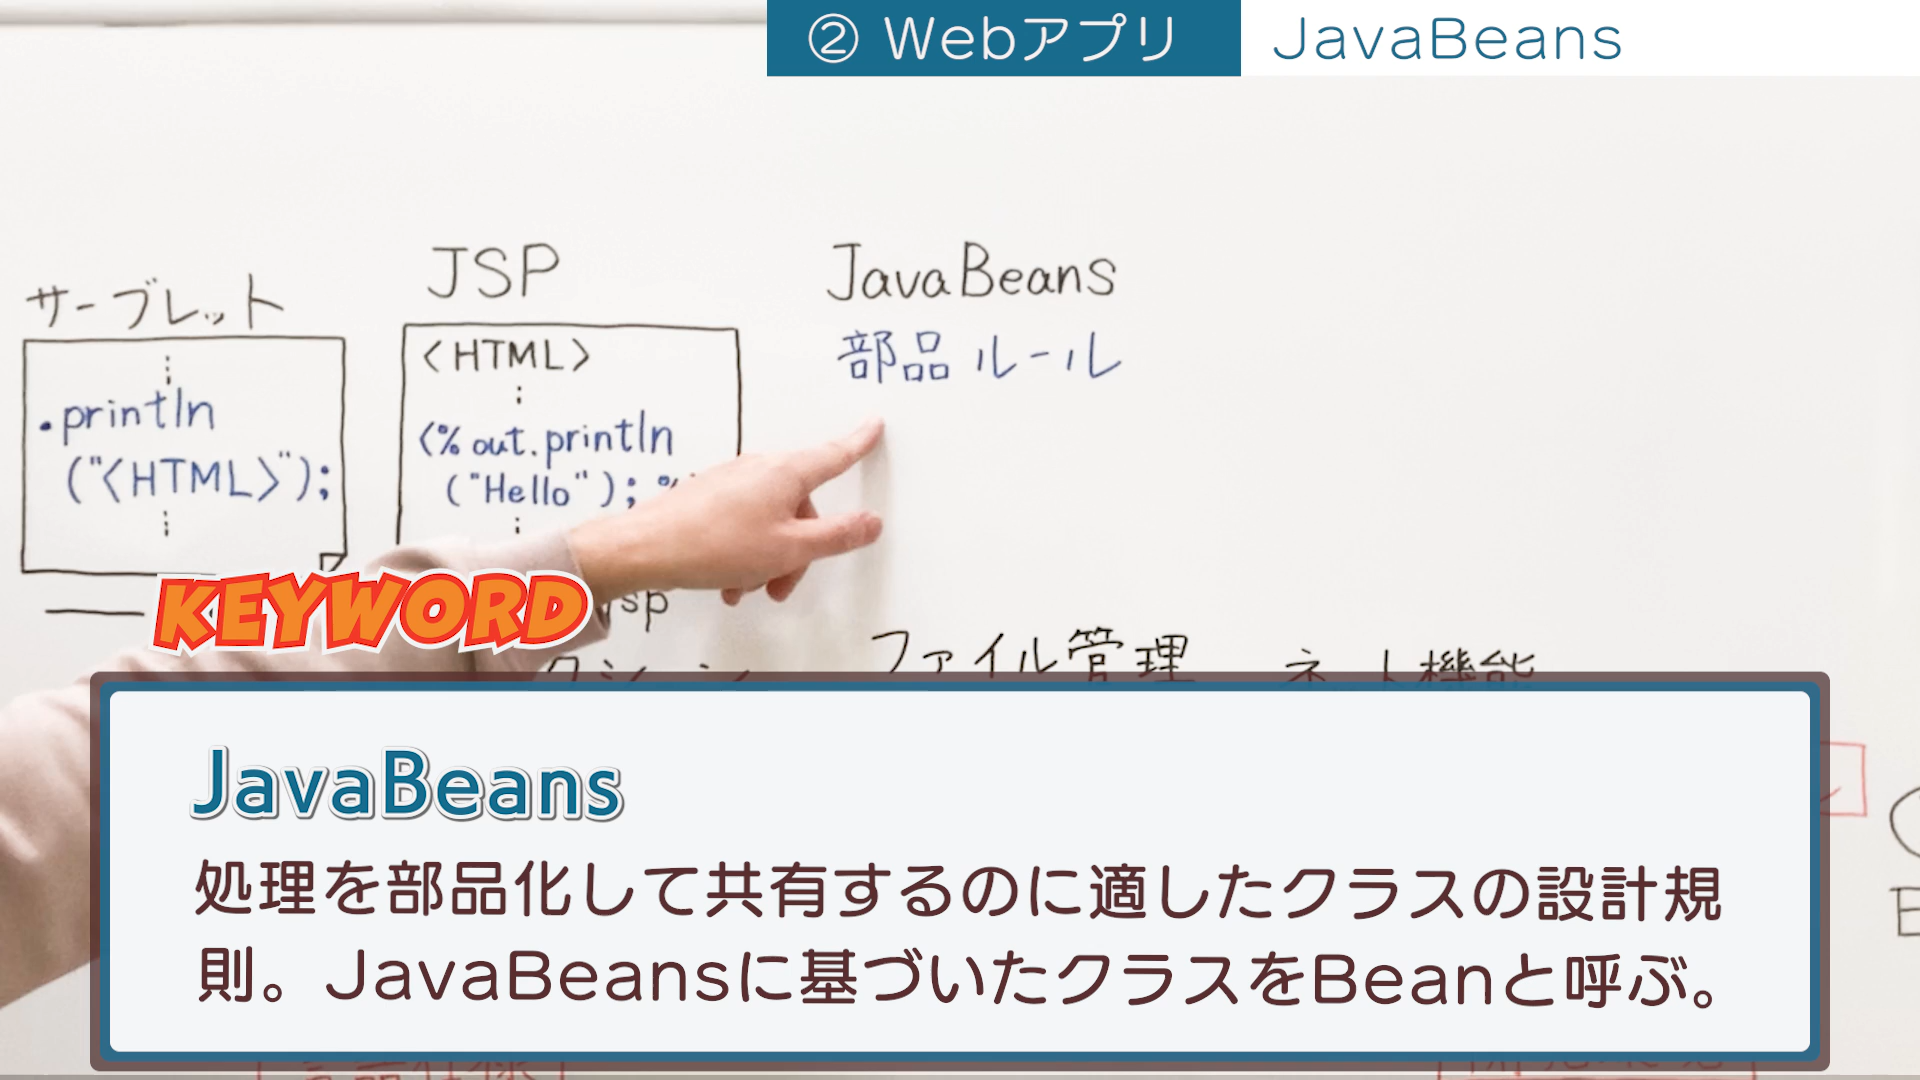 ② Webアプリ JavaBeans
サーブレット
.println
("<HTML>");
JSP
<HTML>
<% out.println
("Hello");
JavaBeans
部品ルール
ファイル管理
KEYWORD
JavaBeans
処理を部品化して共有するのに適したクラスの設計規
則。JavaBeansに基づいたクラスをBeanと呼ぶ。